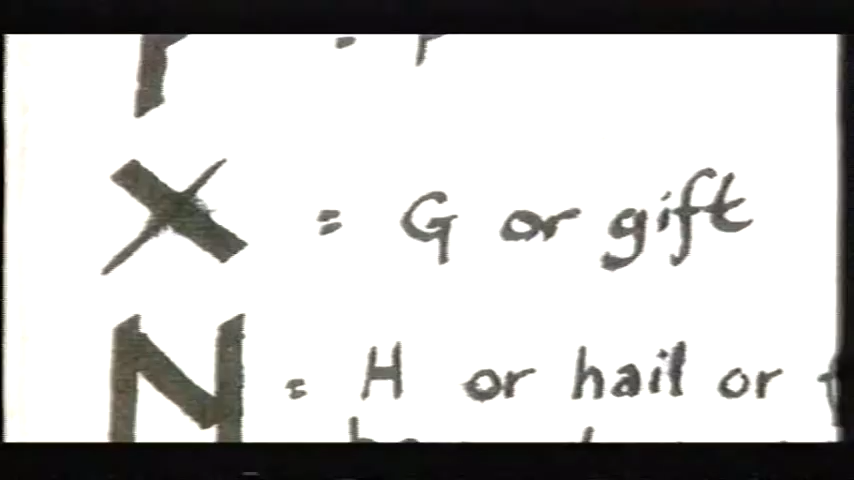 X = G or gift
N = H or hail or